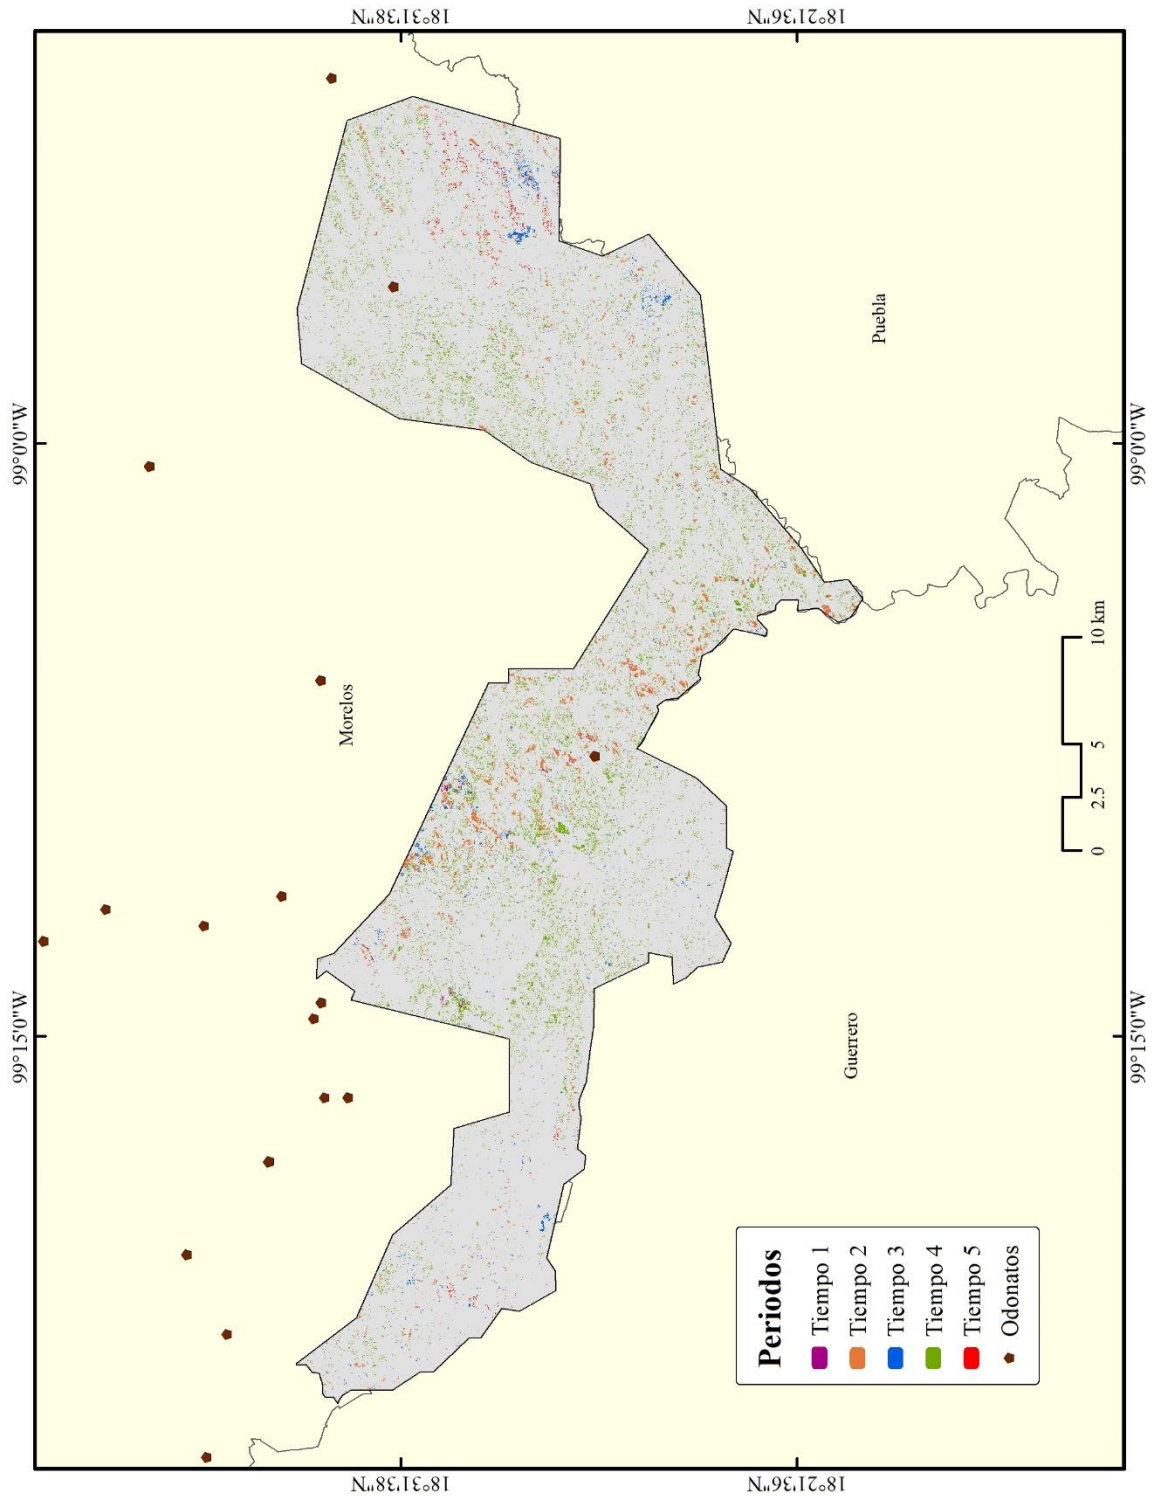 99°15'0"W
99°0'0"W
18°31'38"N
18°31'38"N
Morelos
18°21'36"N
18°21'36"N
Guerrero
Puebla
Periodos
Tiempo 1
Tiempo 2
Tiempo 3
Tiempo 4
Tiempo 5
Odonatos
0 2.5 5 10 km
99°15'0"W
99°0'0"W